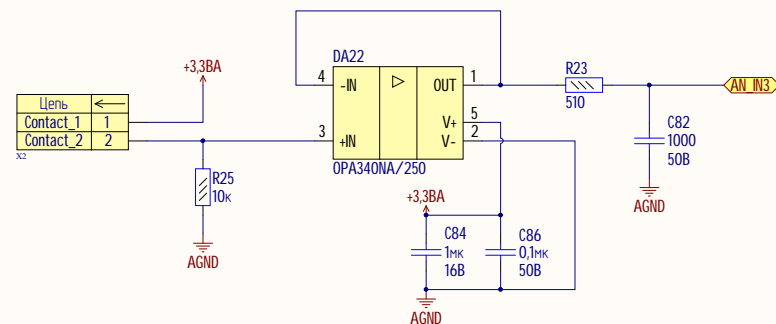 DA22
+3,3ВА
4
-IN
▷
OUT
1
R23
510
AN_IN3
Цепь
Contact_1
1
Contact_2
2
X2
3
+IN
V+
5
V-
2
OPA340NA/250
C82
1000
50В
AGND
R25
10к
AGND
+3,3ВА
C84
1мк
16В
C86
0,1мк
50В
AGND